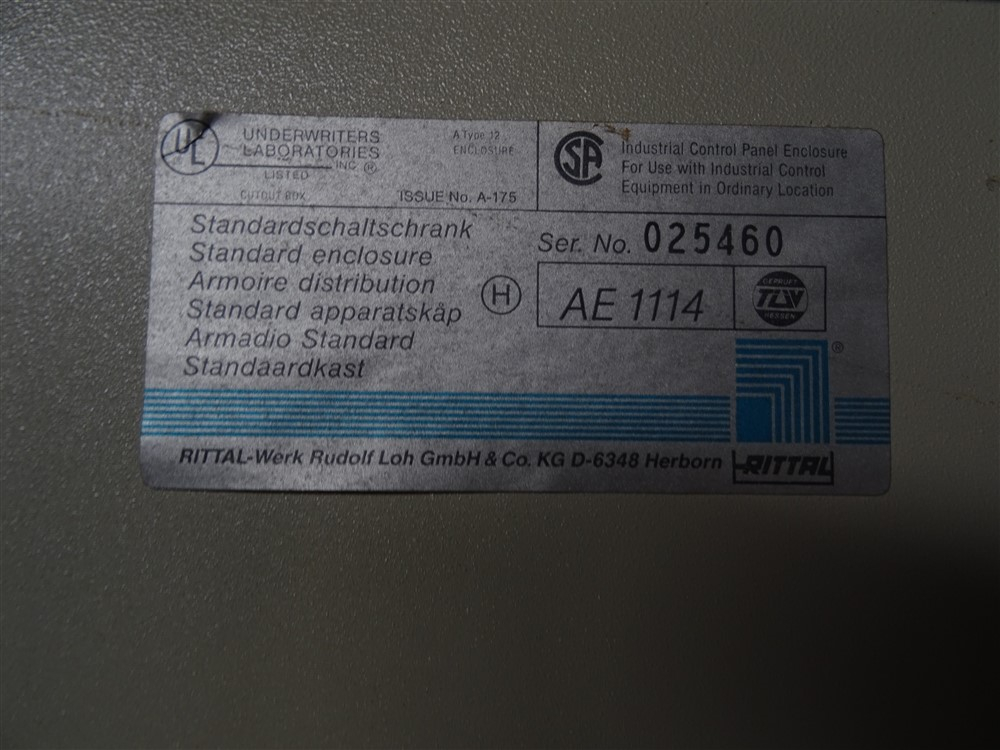 UL
UNDERWRITERS
LABORATORIES
INC. ®
LISTED
CUTOUT BOX
A Type 12
ENCLOSURE
ISSUE No. A-175
SA
Industrial Control Panel Enclosure
For Use with Industrial Control
Equipment in Ordinary Location
Standardschaltschrank
Standard enclosure
Armoire distribution
Standard apparatskåp
Armadio Standard
Standaardkast
H
Ser. No. 025460
AE 1114
GEPRÜFT
TÜV
HESSEN
®
RITTAL-Werk Rudolf Loh GmbH & Co. KG D-6348 Herborn
RITTAL